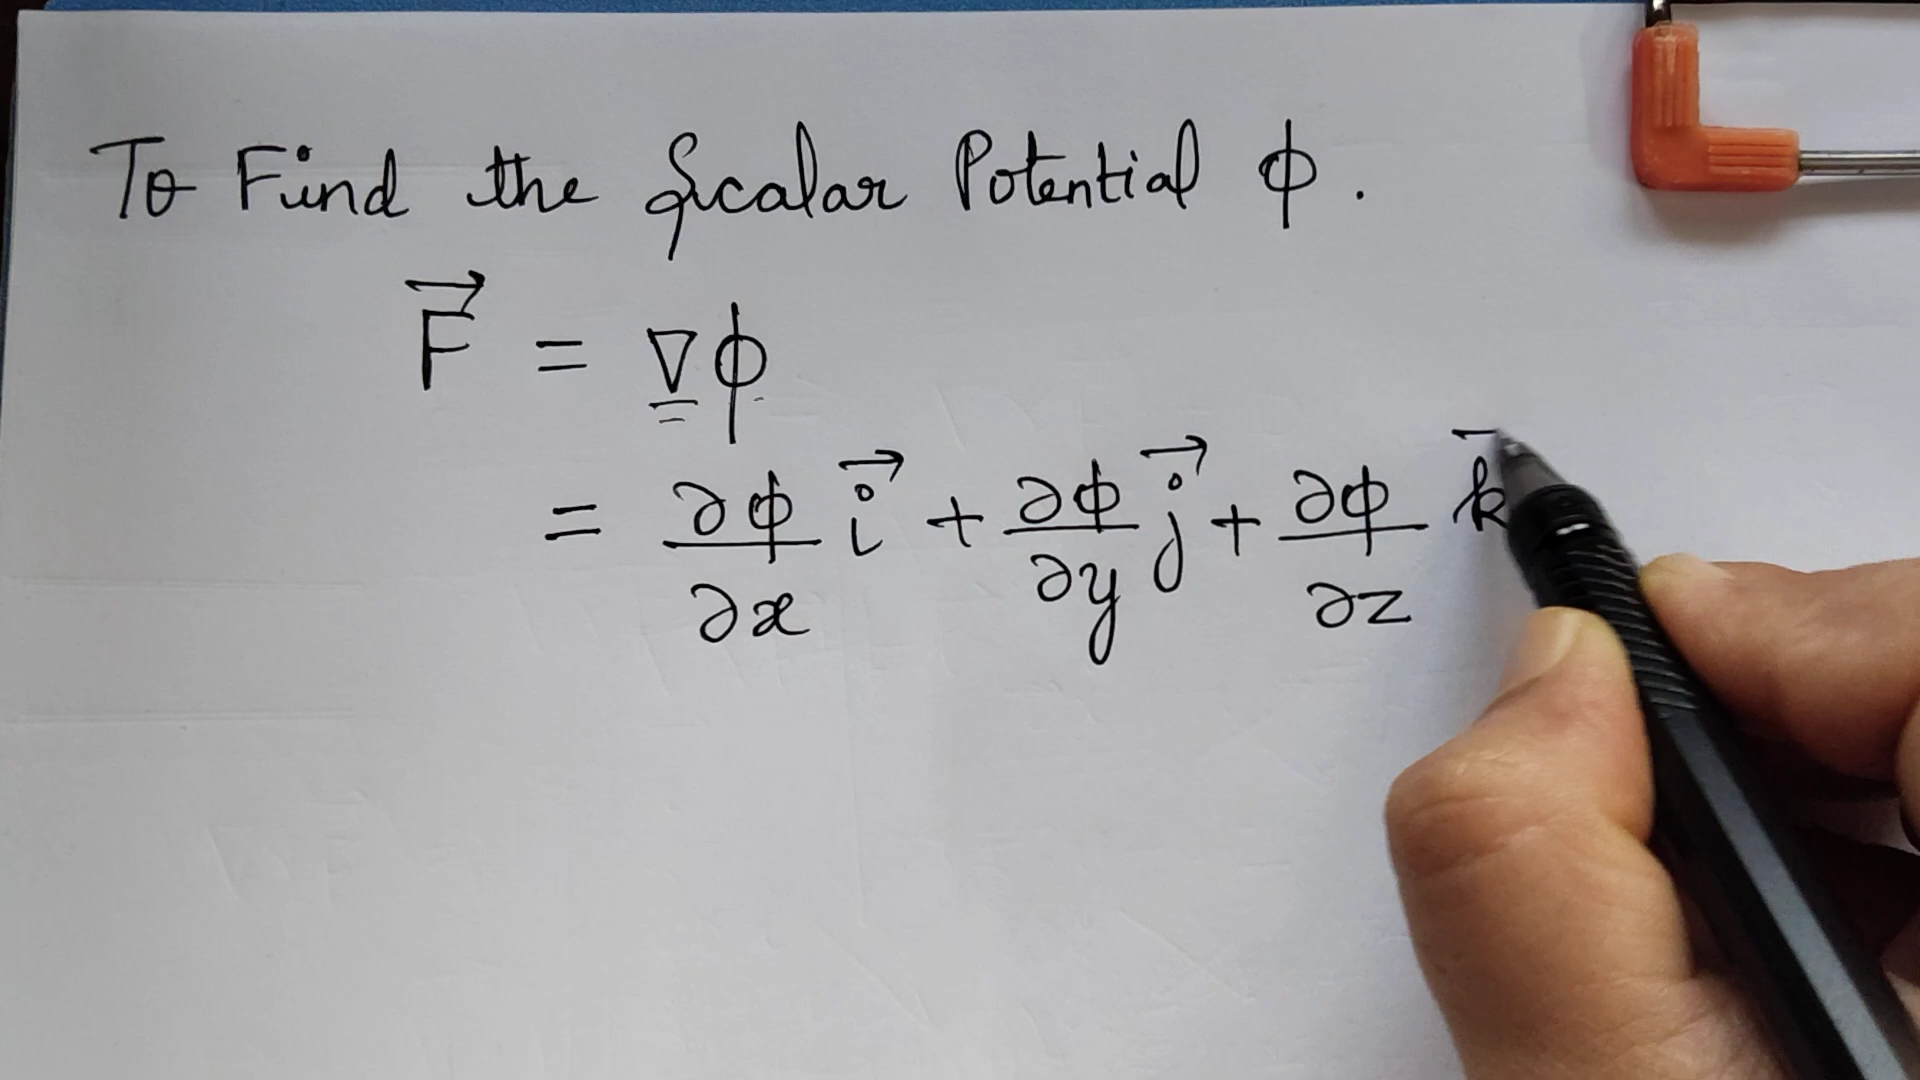 To Find the Scalar Potential ϕ.
F⃗ = ∇ϕ
= ∂ϕ/∂x i⃗ + ∂ϕ/∂y j⃗ + ∂ϕ/∂z k⃗